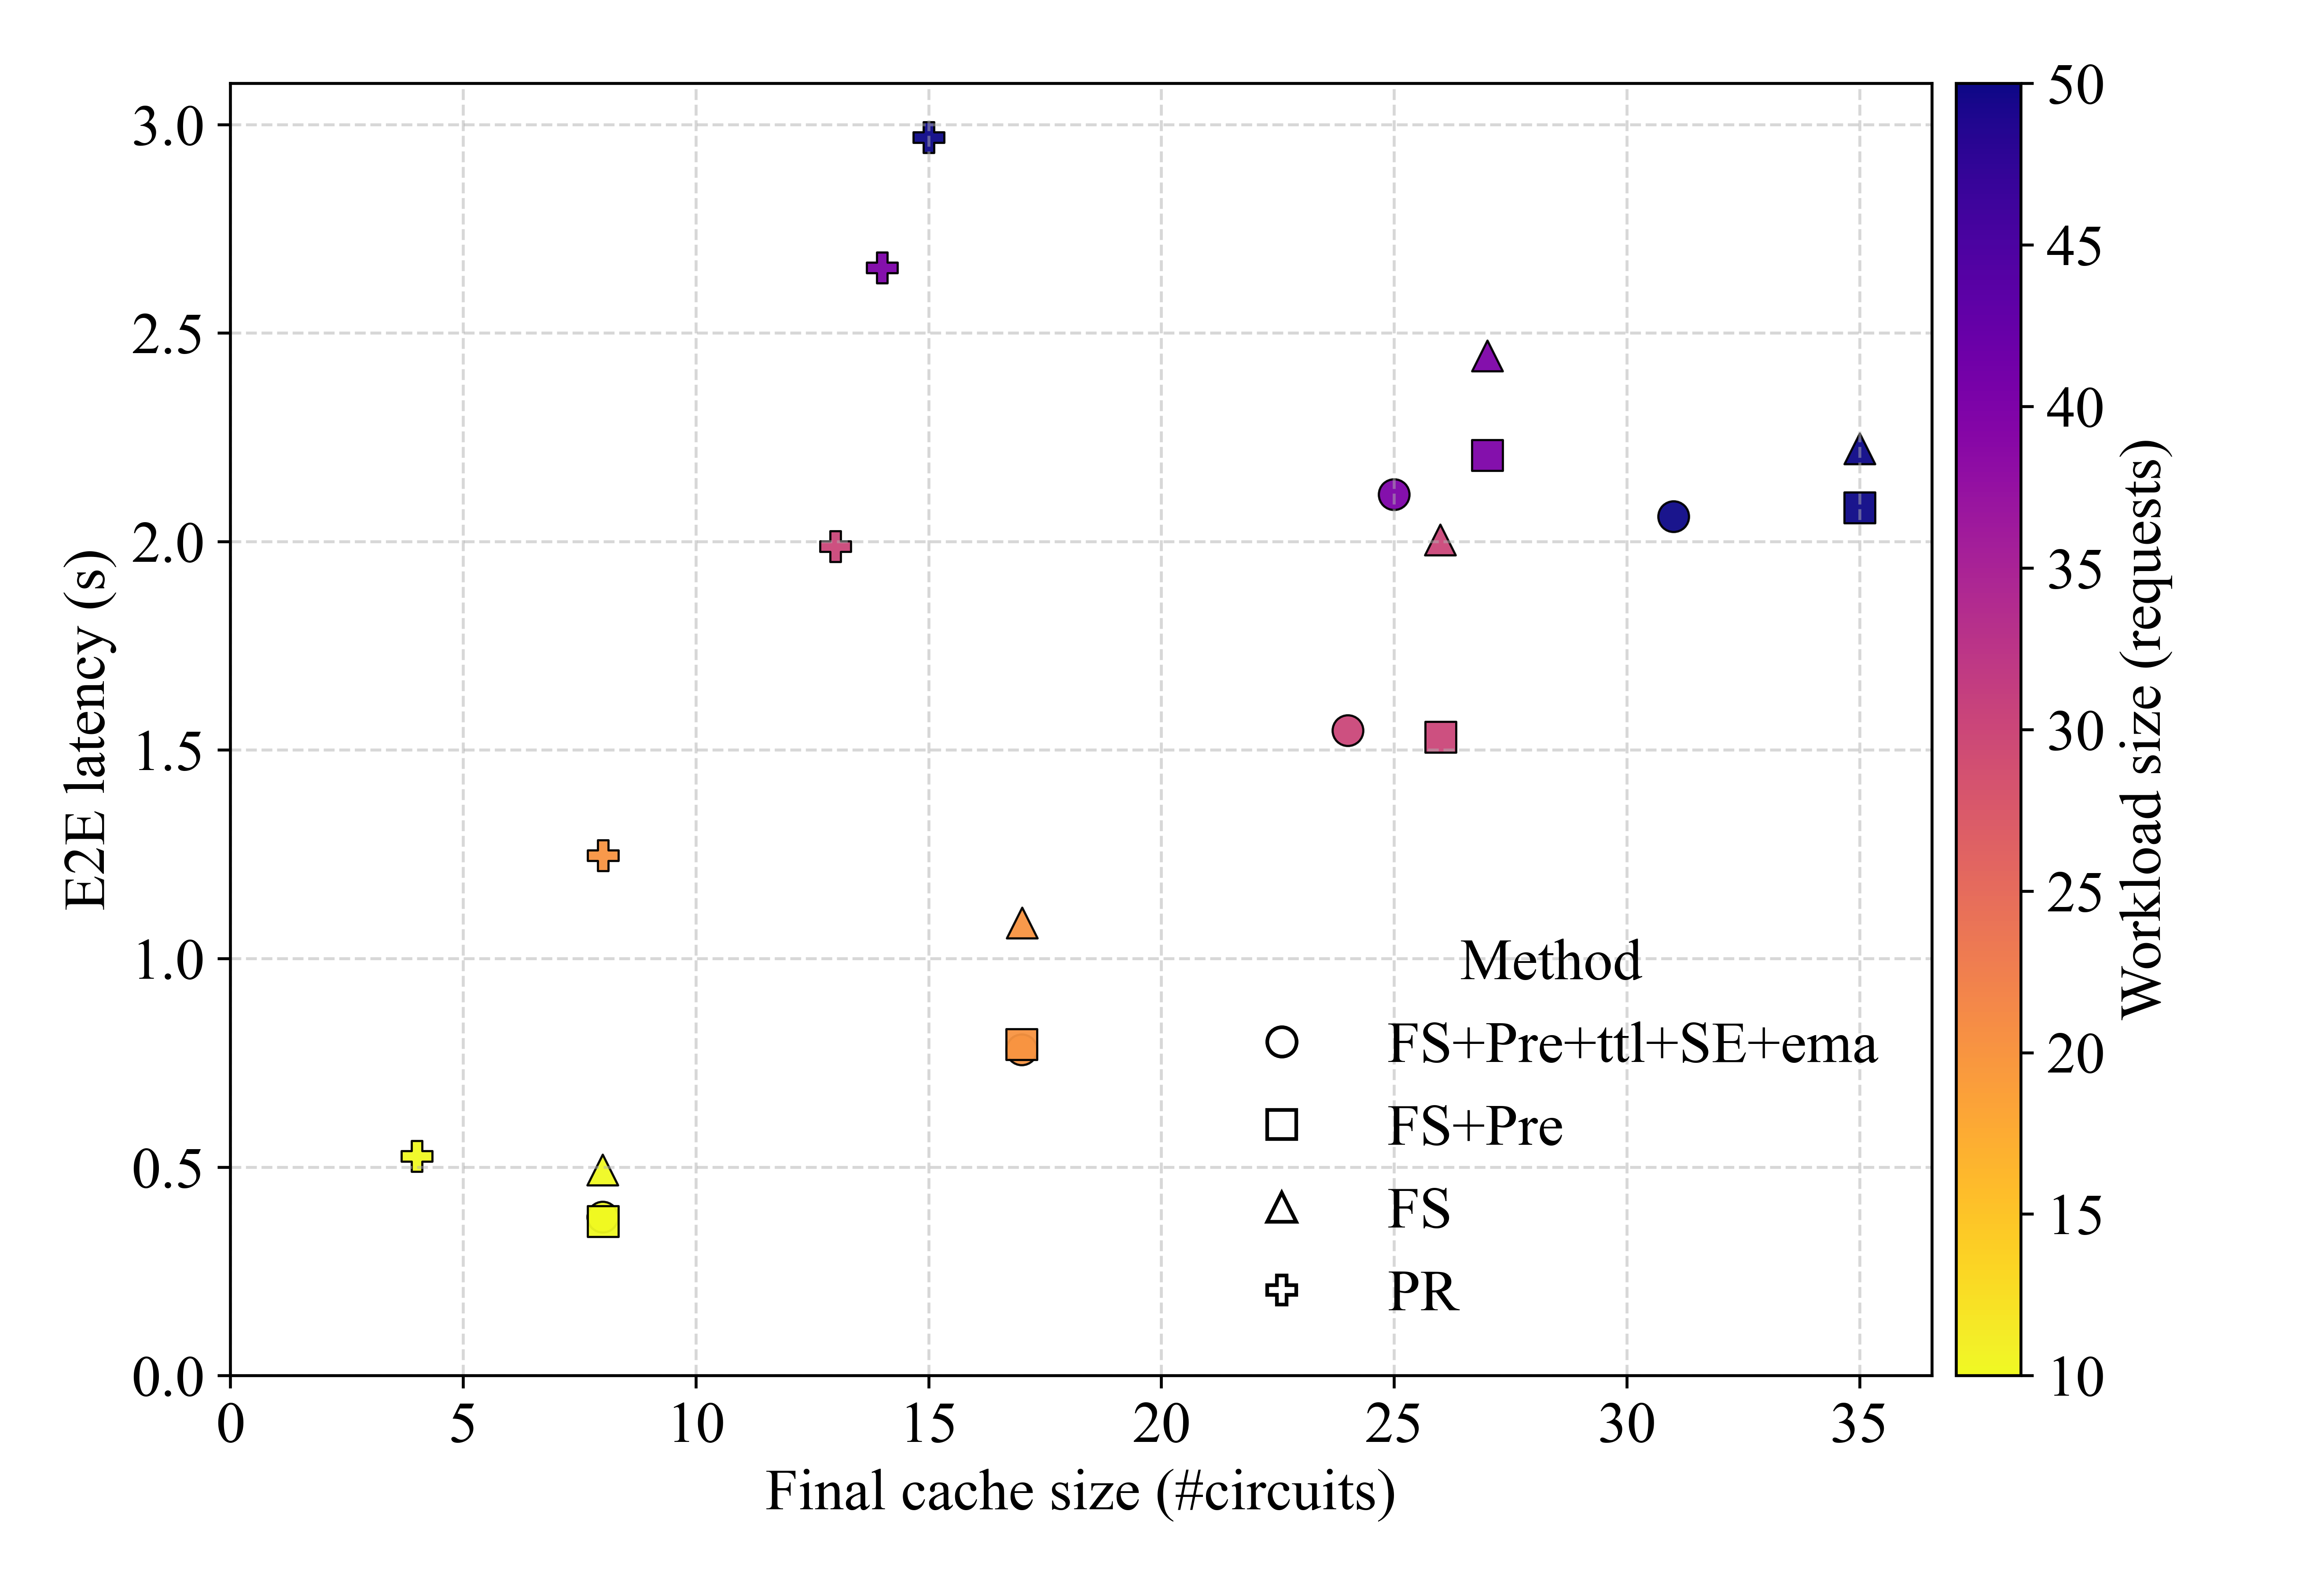 3.0
2.5
2.0
1.5
1.0
0.5
0.0
E2E latency (s)
0 5 10 15 20 25 30 35
Final cache size (#circuits)
Method
FS+Pre+ttl+SE+ema
FS+Pre
FS
PR
50
45
40
35
30
25
20
15
10
Workload size (requests)